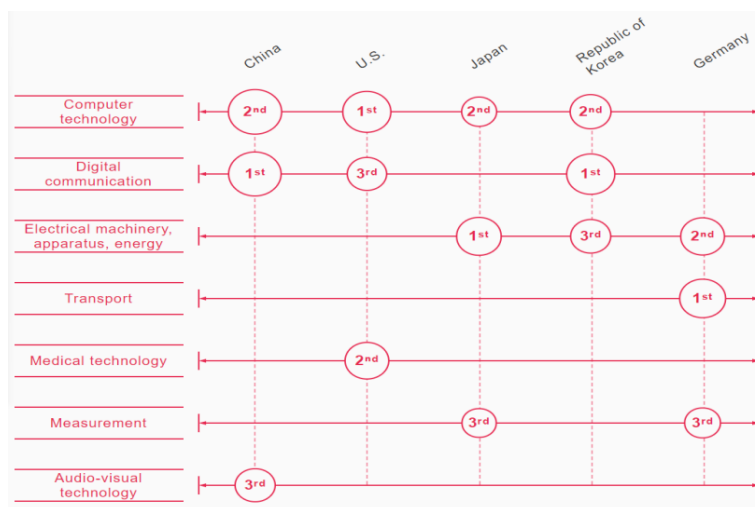 China
U.S.
Japan
Republic of
Korea
Germany
Computer
technology
2nd
1st
2nd
2nd
Digital
communication
1st
3rd
1st
Electrical machinery,
apparatus, energy
1st
3rd
2nd
Transport
1st
Medical technology
2nd
Measurement
3rd
3rd
Audio-visual
technology
3rd